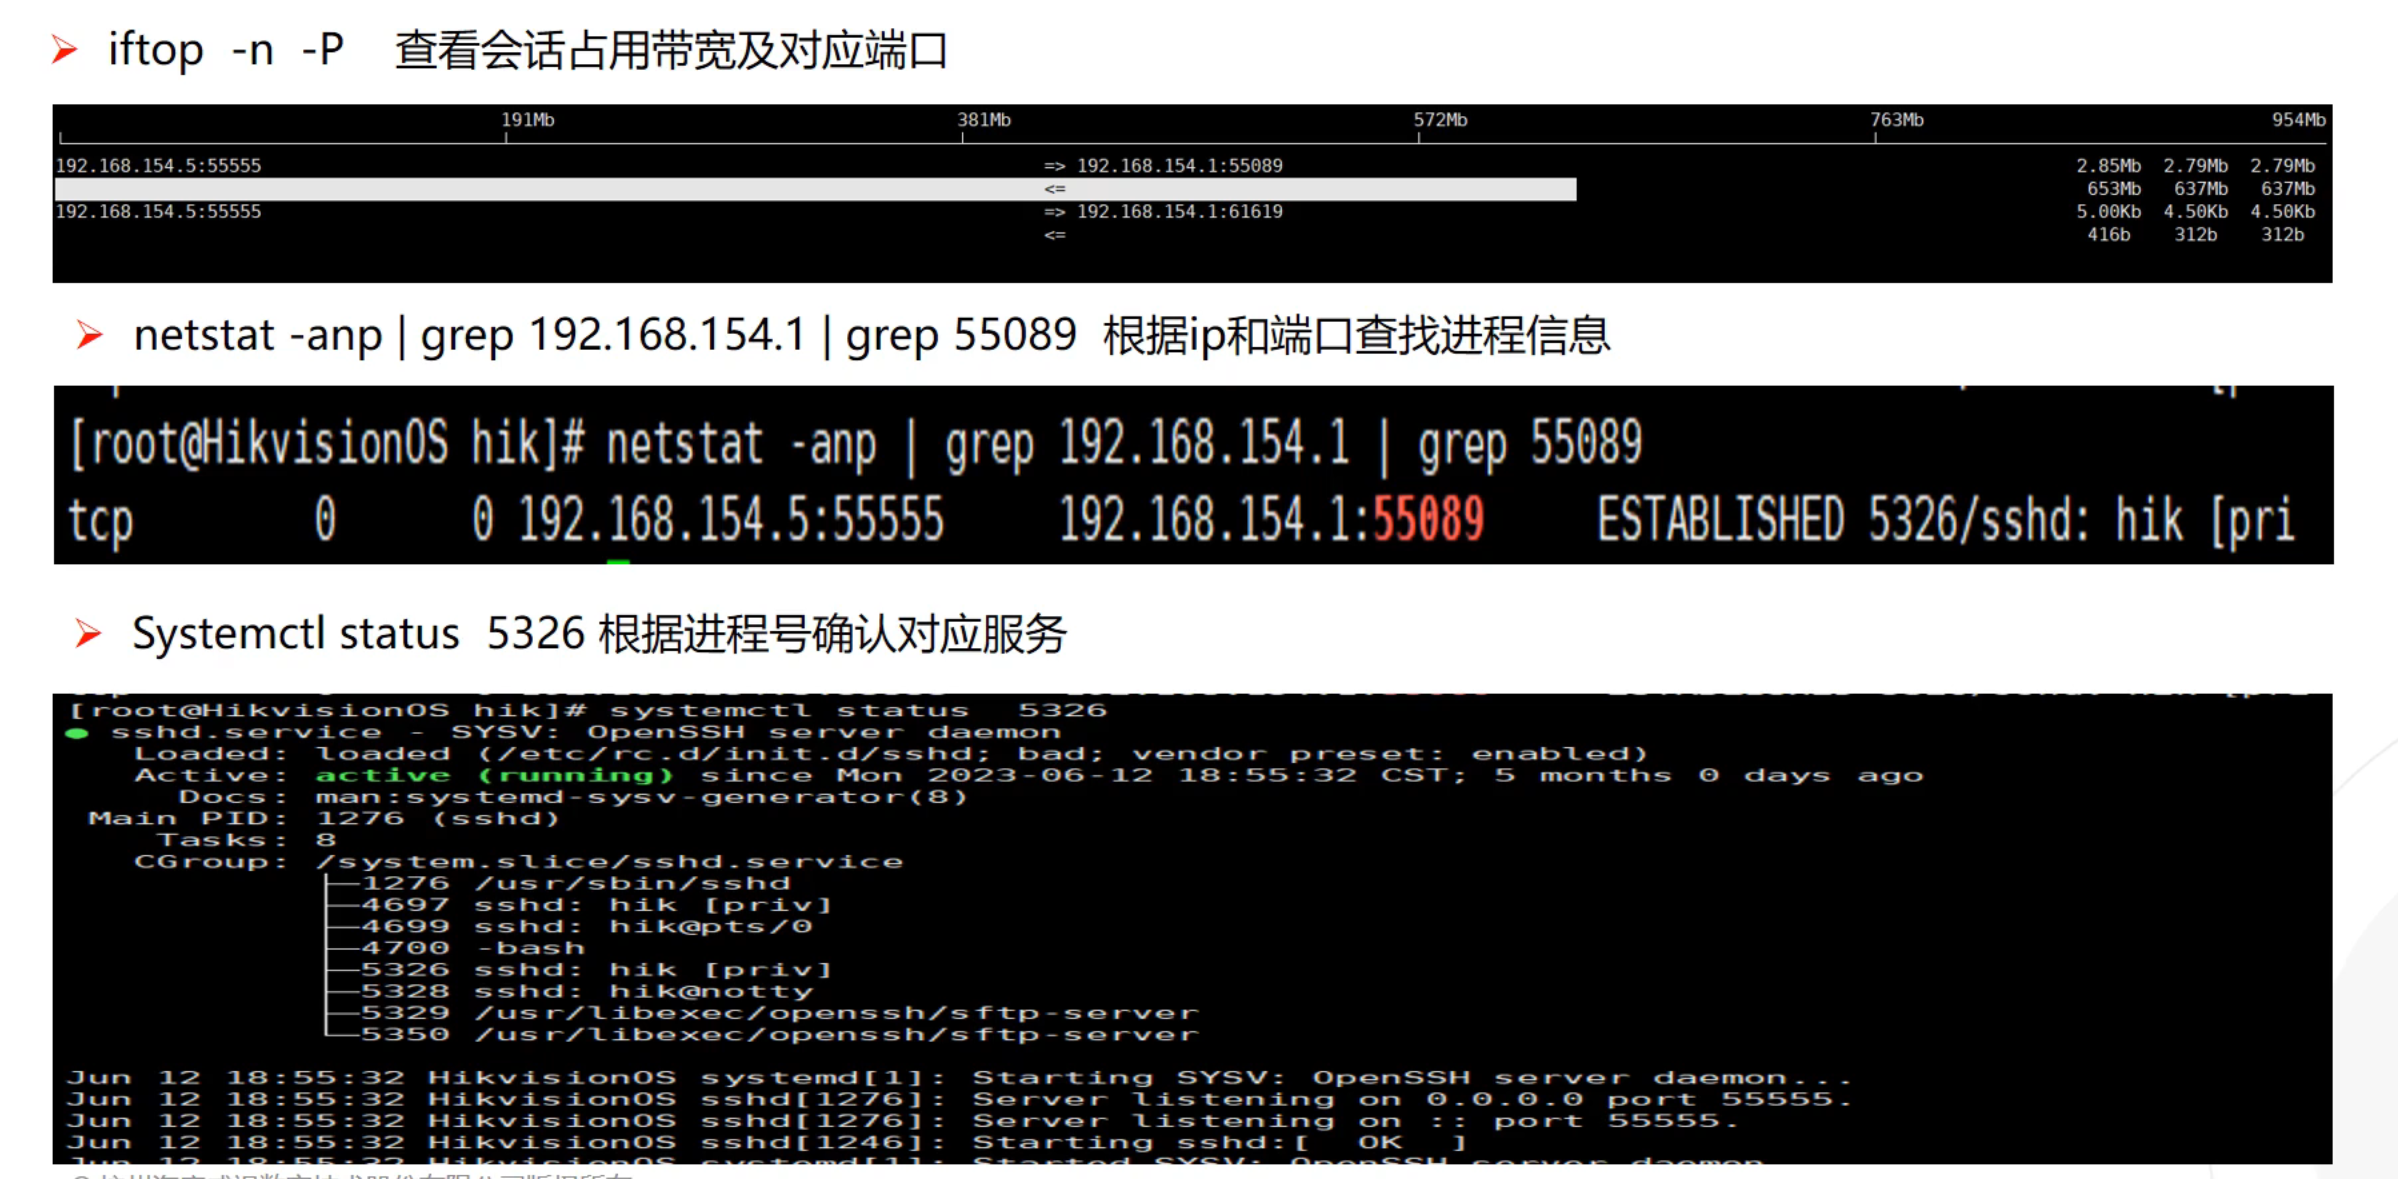 iftop -n -P 查看会话占用带宽及对应端口
191Mb 381Mb 572Mb 763Mb 954Mb
192.168.154.5:55555 => 192.168.154.1:55089 2.85Mb 2.79Mb 2.79Mb
<= 653Mb 637Mb 637Mb
192.168.154.5:55555 => 192.168.154.1:61619 5.00Kb 4.50Kb 4.50Kb
<= 416b 312b 312b
netstat -anp | grep 192.168.154.1 | grep 55089 根据ip和端口查找进程信息
[root@HikvisionOS hik]# netstat -anp | grep 192.168.154.1 | grep 55089
tcp 0 0 192.168.154.5:55555 192.168.154.1:55089 ESTABLISHED 5326/sshd: hik [pri
Systemctl status 5326 根据进程号确认对应服务
[root@HikvisionOS hik]# systemctl status 5326
● sshd.service - SYSV: OpenSSH server daemon
Loaded: loaded (/etc/rc.d/init.d/sshd; bad; vendor preset: enabled)
Active: active (running) since Mon 2023-06-12 18:55:32 CST; 5 months 0 days ago
Docs: man:systemd-sysv-generator(8)
Main PID: 1276 (sshd)
Tasks: 8
CGroup: /system.slice/sshd.service
├─1276 /usr/sbin/sshd
├─4697 sshd: hik [priv]
├─4699 sshd: hik@pts/0
├─4700 -bash
├─5326 sshd: hik [priv]
├─5328 sshd: hik@notty
├─5329 /usr/libexec/openssh/sftp-server
└─5350 /usr/libexec/openssh/sftp-server
Jun 12 18:55:32 HikvisionOS systemd[1]: Starting SYSV: OpenSSH server daemon...
Jun 12 18:55:32 HikvisionOS sshd[1276]: Server listening on 0.0.0.0 port 55555.
Jun 12 18:55:32 HikvisionOS sshd[1276]: Server listening on :: port 55555.
Jun 12 18:55:32 HikvisionOS sshd[1246]: Starting sshd:[ OK ]
Jun 12 18:55:32 HikvisionOS systemd[1]: Started SYSV: OpenSSH server daemon